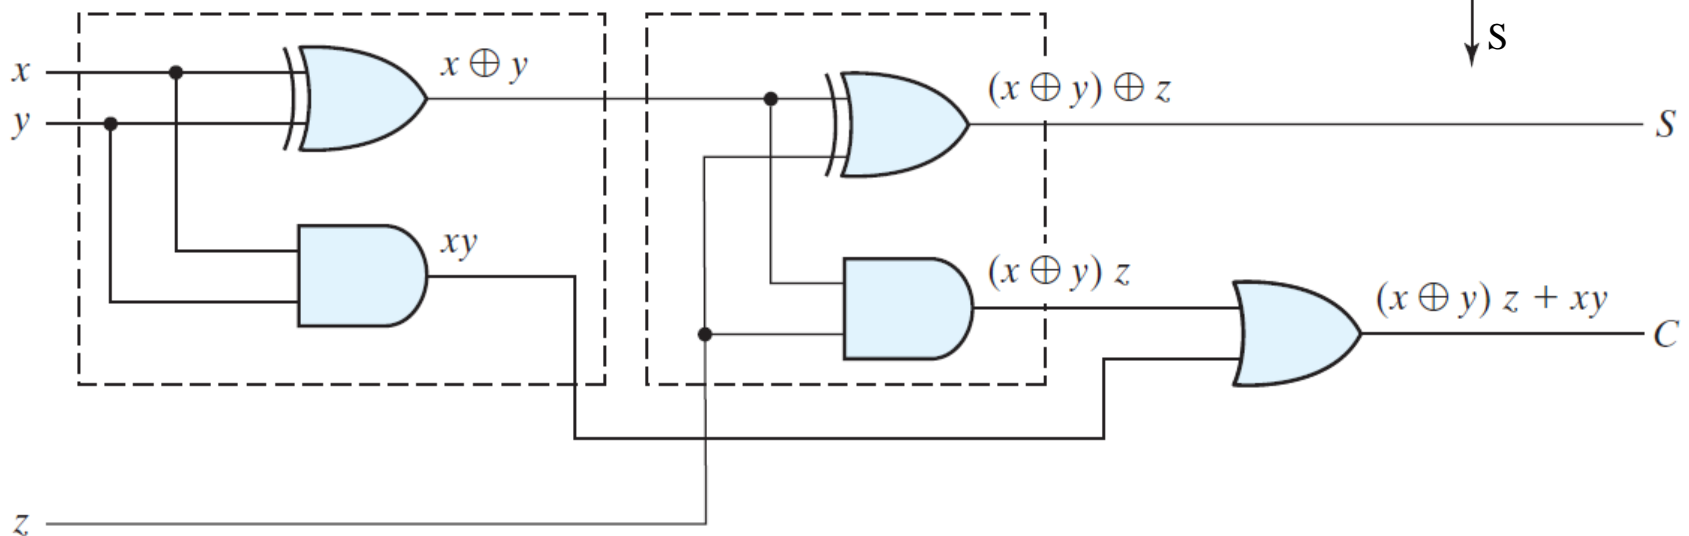 s
x
x ⊕ y
(x ⊕ y) ⊕ z
y
S
xy
(x ⊕ y) z
(x ⊕ y) z + xy
C
z